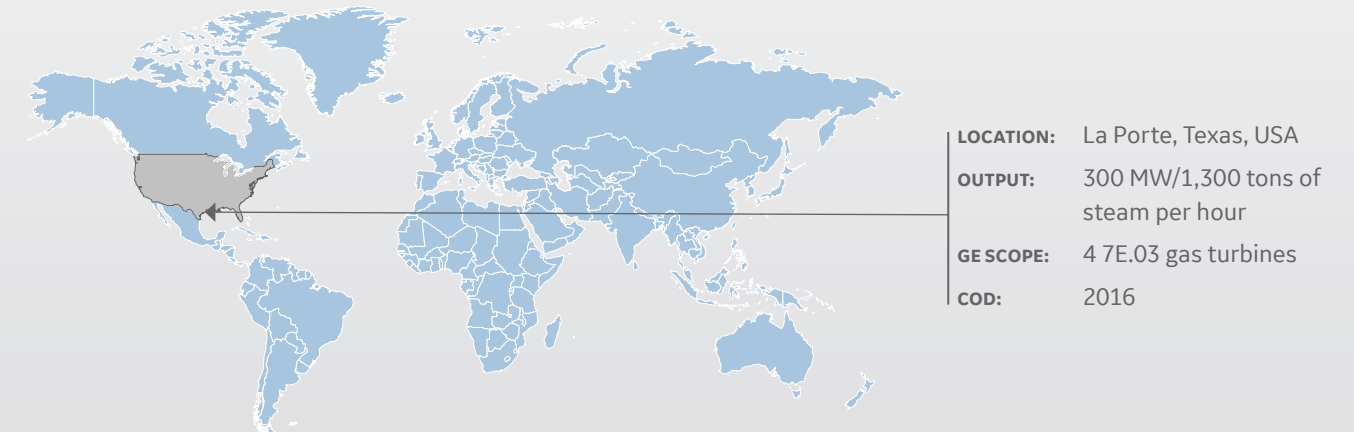 LOCATION: La Porte, Texas, USA
OUTPUT: 300 MW/1,300 tons of
steam per hour
GE SCOPE: 4 7E.03 gas turbines
COD: 2016